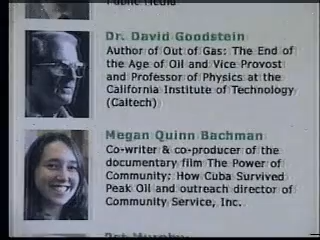 Public Media
Dr. David Goodstein
Author of Out of Gas: The End of
the Age of Oil and Vice Provost
and Professor of Physics at the
California Institute of Technology
(Caltech)
Megan Quinn Bachman
Co-writer & co-producer of the
documentary film The Power of
Community: How Cuba Survived
Peak Oil and outreach director of
Community Service, Inc.
Pat Murphy